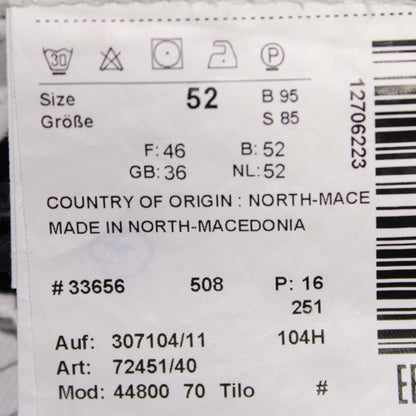 30 P
Size 52 B 95
Größe S 85
F: 46 B: 52
GB: 36 NL: 52
COUNTRY OF ORIGIN : NORTH-MACE
MADE IN NORTH-MACEDONIA
# 33656 508 P: 16
251
Auf: 307104/11 104H
Art: 72451/40
Mod: 44800 70 Tilo #
12706223